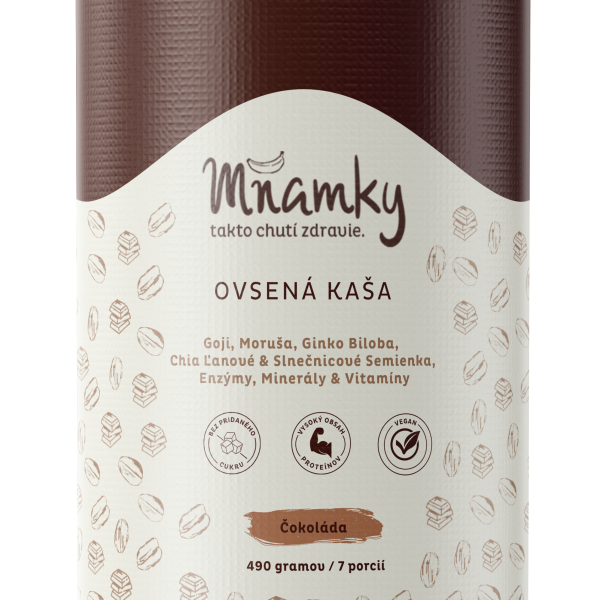 Mňamky
takto chutí zdravie.
OVSENÁ KAŠA
Goji, Moruša, Ginko Biloba,
Chia Ľanové & Slnečnicové Semienka,
Enzýmy, Minerály & Vitamíny
BEZ PRIDANÉHO
CUKRU
VYSOKÝ OBSAH
PROTEÍNOV
VEGAN
Čokoláda
490 gramov / 7 porcií